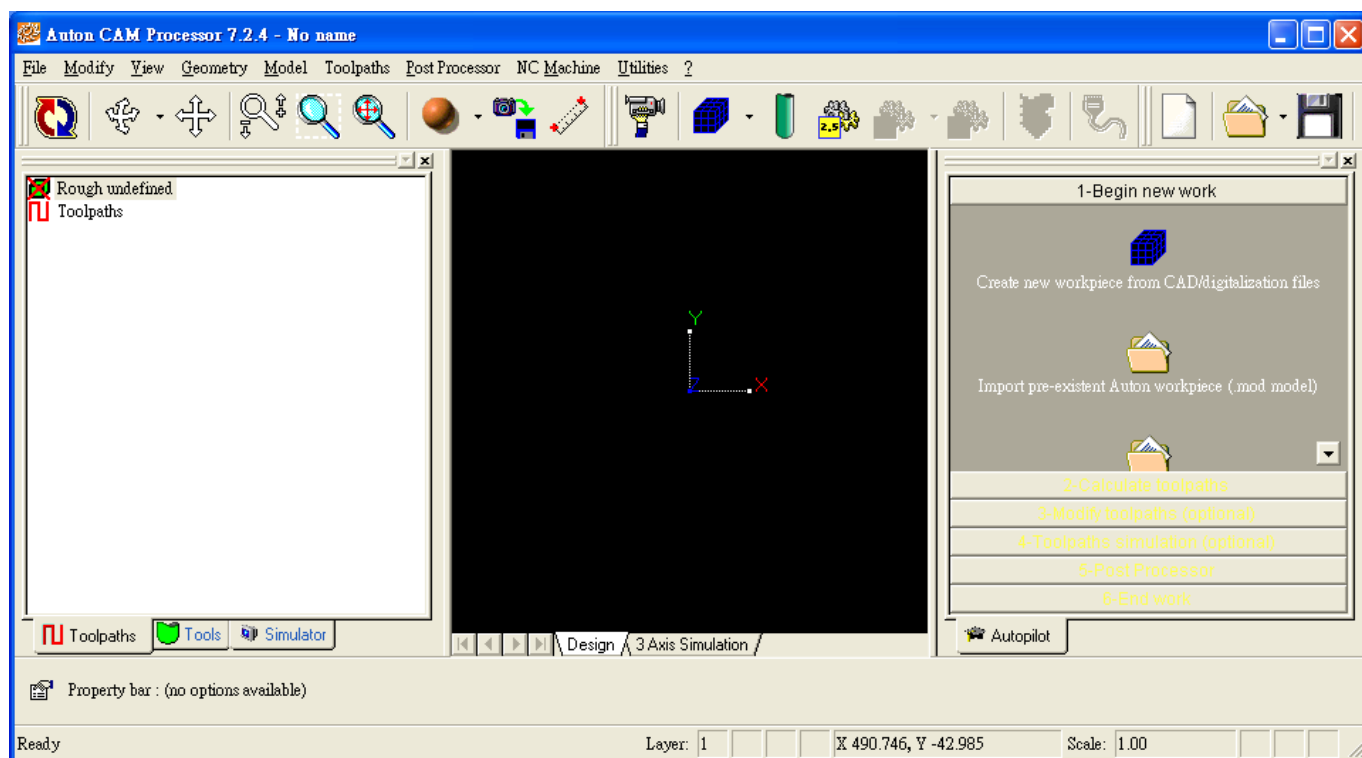 Auton CAM Processor 7.2.4 - No name
File Modify View Geometry Model Toolpaths Post Processor NC Machine Utilities ?
2.5
Rough undefined
Toolpaths
Toolpaths Tools Simulator
Y
Z X
Design 3 Axis Simulation
1-Begin new work
Create new workpiece from CAD/digitalization files
Import pre-existent Auton workpiece (.mod model)
2-Calculate toolpaths
3-Modify toolpaths (optional)
4-Toolpaths simulation (optional)
5-Post Processor
6-End work
Autopilot
Property bar : (no options available)
Ready Layer: 1 X 490.746, Y -42.985 Scale: 1.00